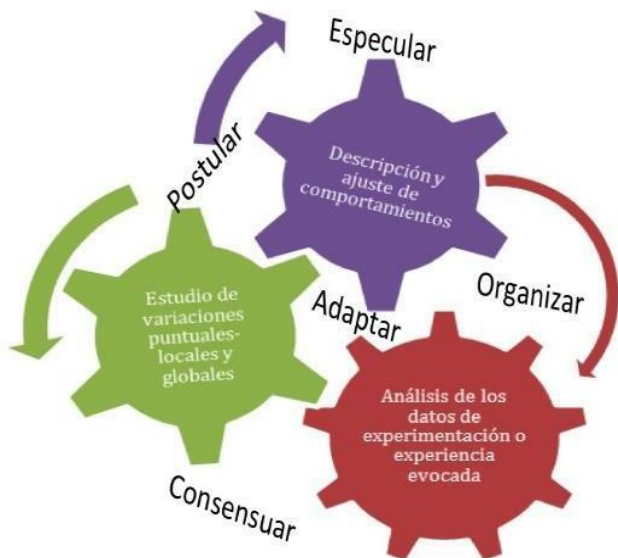 Especular
Postular
Descripción y
ajuste de
comportamientos
Organizar
Adaptar
Estudio de
variaciones
puntuales-
locales y
globales
Análisis de los
datos de
experimentación o
experiencia
evocada
Consensuar